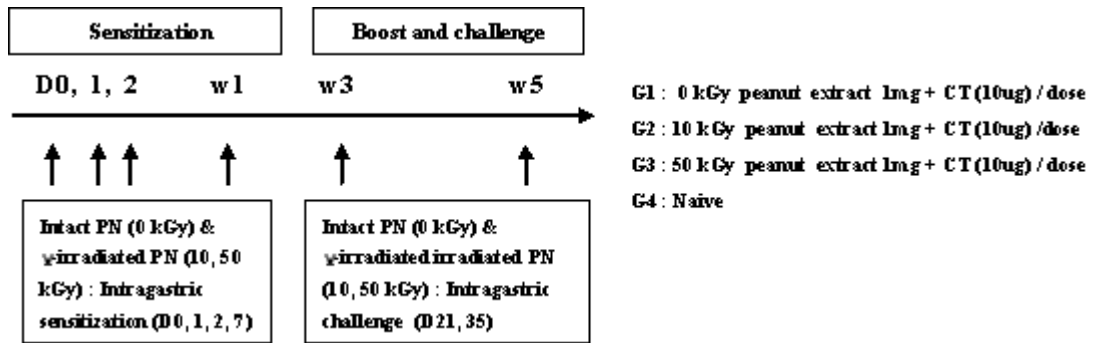 Sensitization
Boost and challenge
D0, 1, 2 w1 w3 w5
G1 : 0 kGy peanut extract 1mg + CT (10ug) / dose
G2 : 10 kGy peanut extract 1mg + CT (10ug) /dose
G3 : 50 kGy peanut extract 1mg + CT (10ug) / dose
G4 : Naive
Intact PN (0 kGy) &
γ-irradiated PN (10, 50
kGy) : Intragastric
sensitization (D0, 1, 2, 7)
Intact PN (0 kGy) &
γ-irradiated irradiated PN
(10, 50 kGy) : Intragastric
challenge (D21, 35)